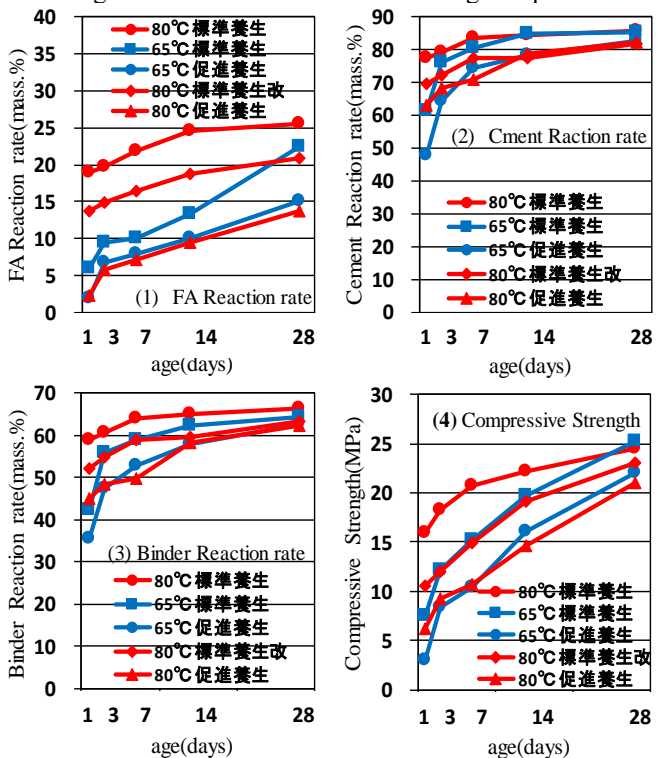 40
35
30
25
20
15
10
5
0
FA Reaction rate(mass.%)
80℃標準養生
65℃標準養生
65℃促進養生
80℃標準養生改
80℃促進養生
(1) FA Reaction rate
1 3 7 14 28
age(days)
90
80
70
60
50
40
30
20
10
0
Cement Reaction rate(mass.%)
(2) Cment Raction rate
80℃標準養生
65℃標準養生
65℃促進養生
80℃標準養生改
80℃促進養生
1 3 7 14 28
age(days)
70
60
50
40
30
20
10
0
Binder Reaction rate(mass.%)
(3) Binder Reaction rate
80℃標準養生
65℃標準養生
65℃促進養生
80℃標準養生改
80℃促進養生
1 3 7 14 28
age(days)
30
25
20
15
10
5
0
Compressive Strength(MPa)
(4) Compressive Strength
80℃標準養生
65℃標準養生
65℃促進養生
80℃標準養生改
80℃促進養生
1 3 7 14 28
age(days)